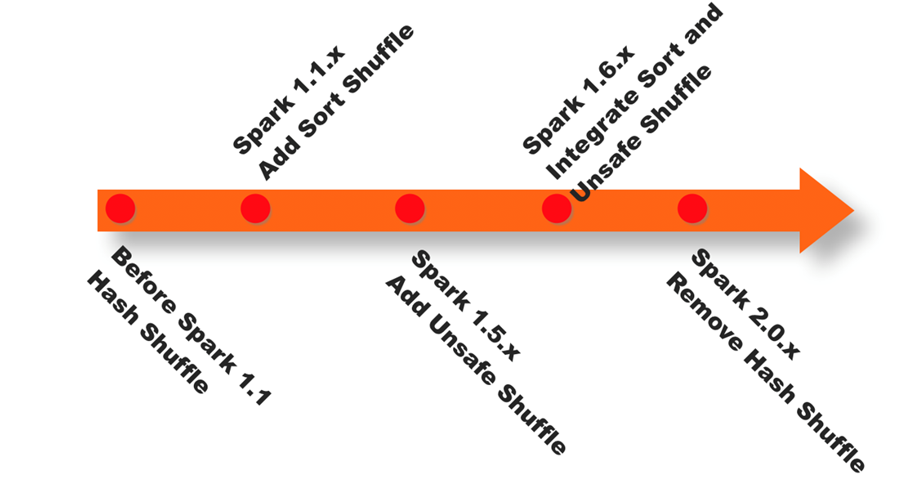 Before Spark 1.1
Hash Shuffle
Spark 1.1.x
Add Sort Shuffle
Spark 1.5.x
Add Unsafe Shuffle
Spark 1.6.x
Integrate Sort and
Unsafe Shuffle
Spark 2.0.x
Remove Hash Shuffle